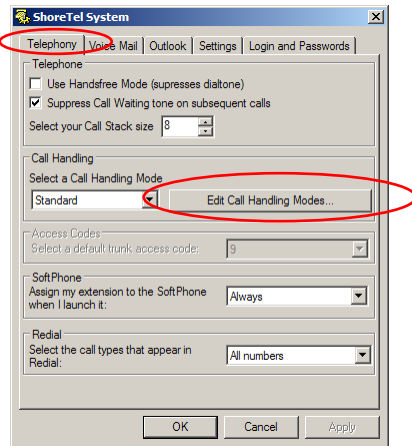 ShoreTel System
Telephony Voice Mail Outlook Settings Login and Passwords
Telephone
Use Handsfree Mode (supresses dialtone)
Suppress Call Waiting tone on subsequent calls
Select your Call Stack size 8
Call Handling
Select a Call Handling Mode
Standard Edit Call Handling Modes...
Access Codes
Select a default trunk access code: 9
SoftPhone
Assign my extension to the SoftPhone
when I launch it: Always
Redial
Select the call types that appear in
Redial: All numbers
OK Cancel Apply